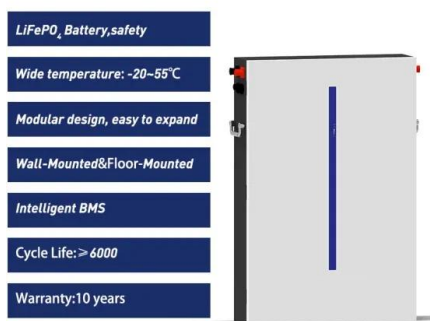 LiFePO₄ Battery,safety
Wide temperature: -20~55℃
Modular design, easy to expand
Wall-Mounted&Floor-Mounted
Intelligent BMS
Cycle Life:≥6000
Warranty:10 years